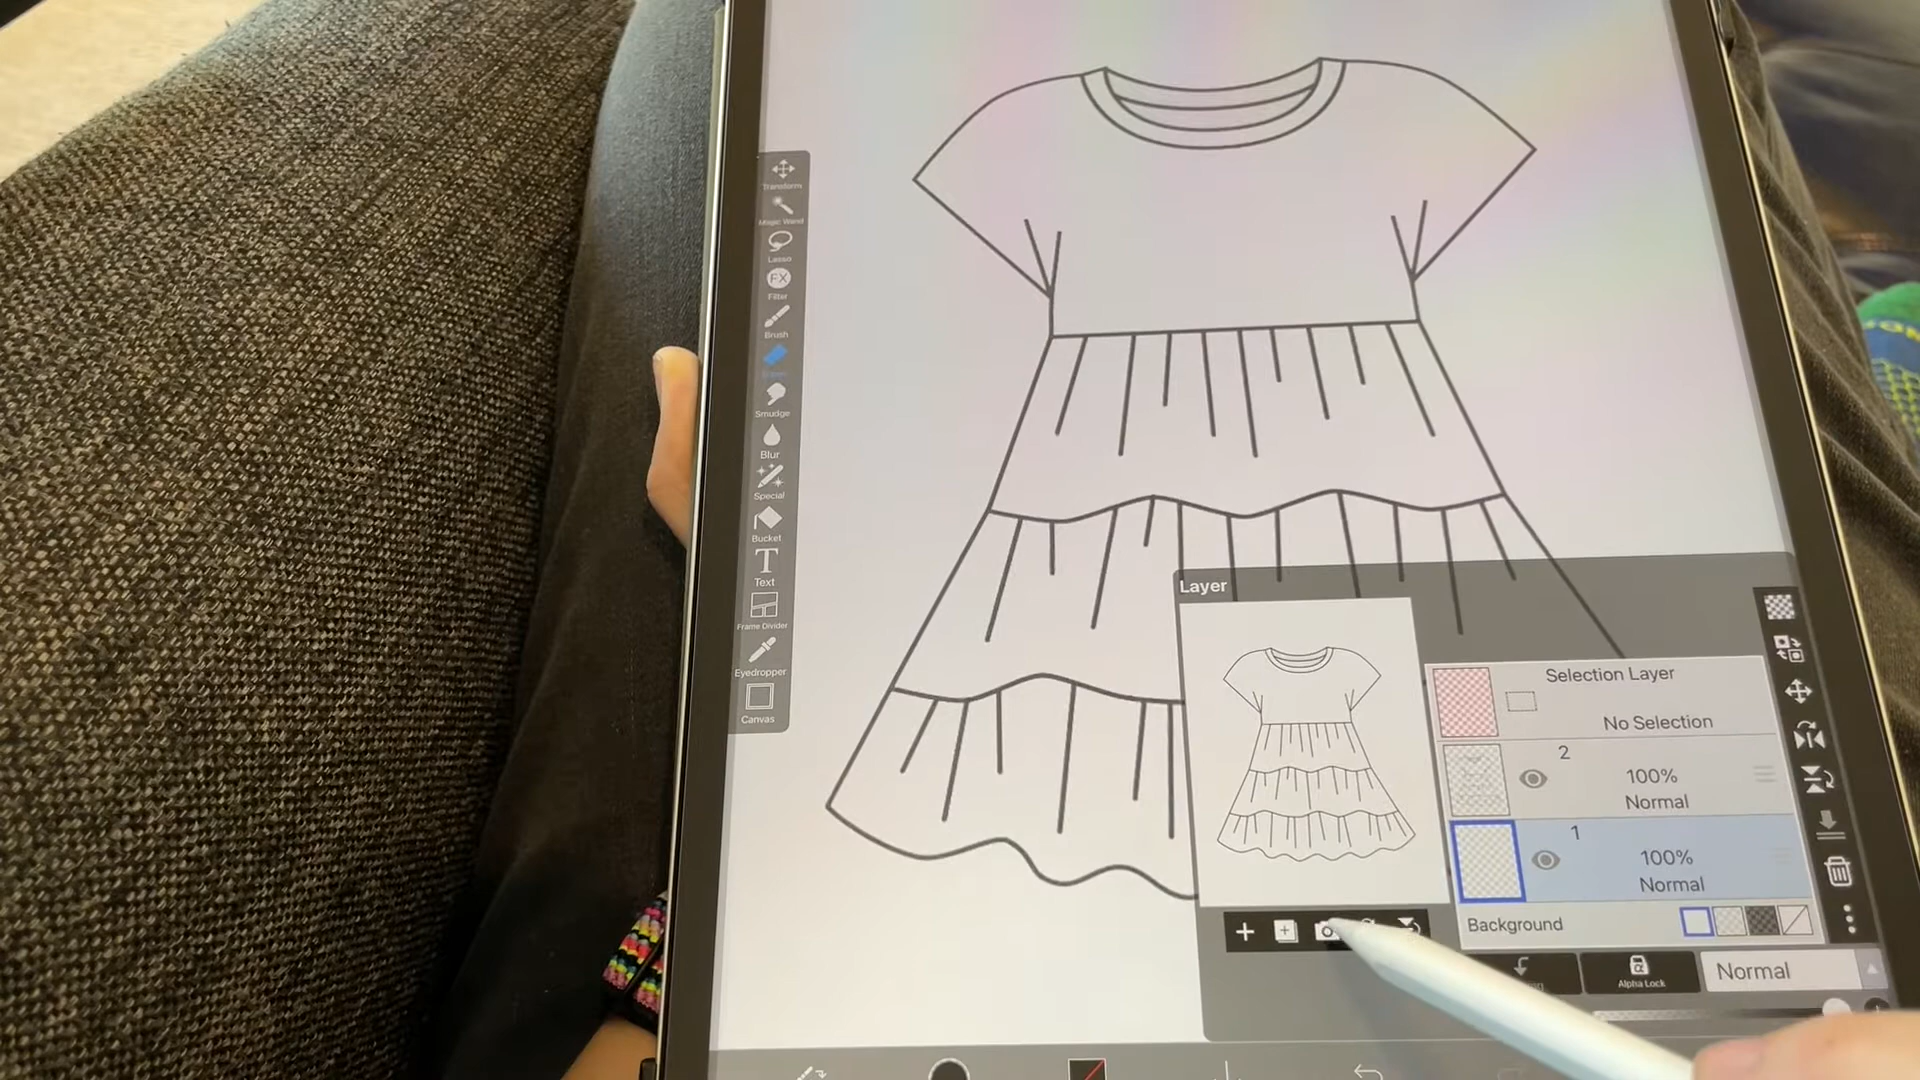 Transform
Magic Wand
Lasso
FX
Filter
Brush
Smudge
Blur
Special
Bucket
T
Text
Frame Divider
Eyedropper
Canvas
Layer
Selection Layer
No Selection
2
100%
Normal
1
100%
Normal
Background
Alpha Lock
Normal